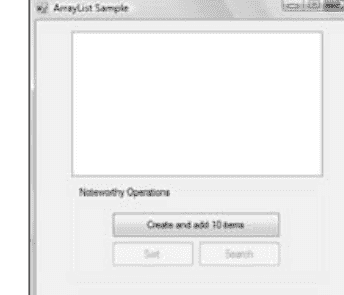 ArrayList Sample
Noteworthy Operations
Create and add 10 items
Sort
Search